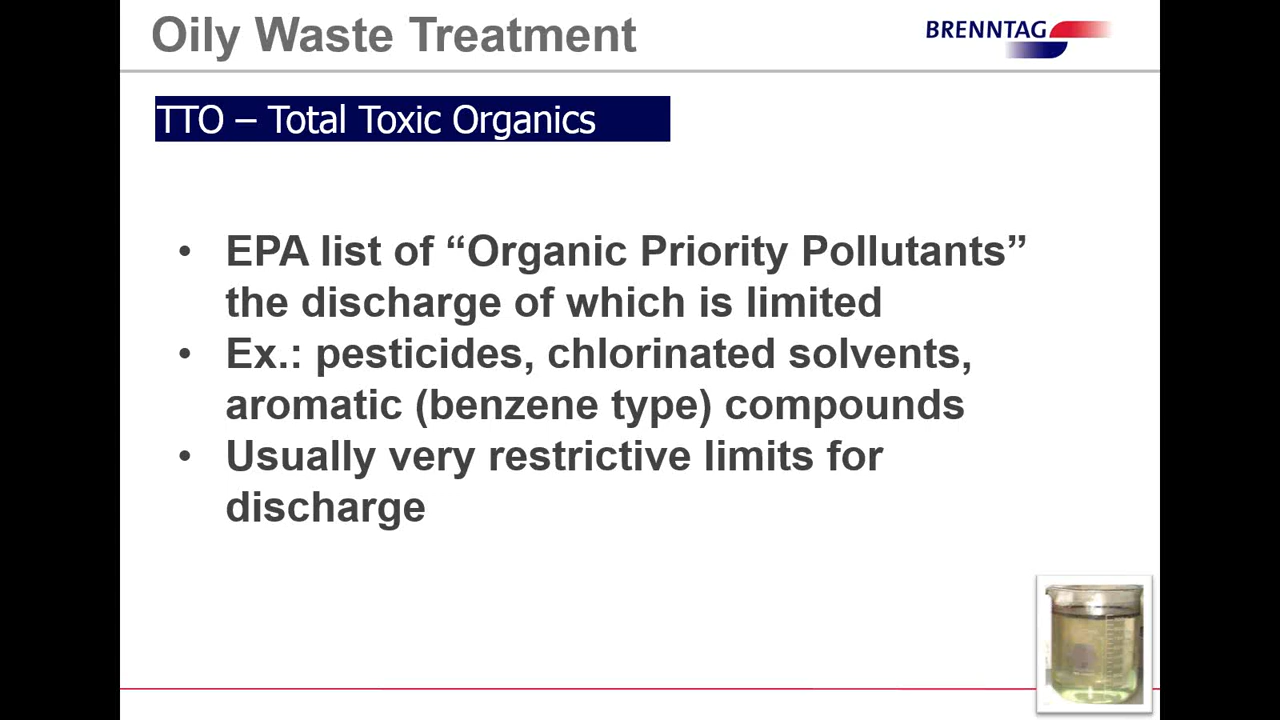 Oily Waste Treatment
BRENNTAG
TTO – Total Toxic Organics
• EPA list of “Organic Priority Pollutants”
the discharge of which is limited
• Ex.: pesticides, chlorinated solvents,
aromatic (benzene type) compounds
• Usually very restrictive limits for
discharge